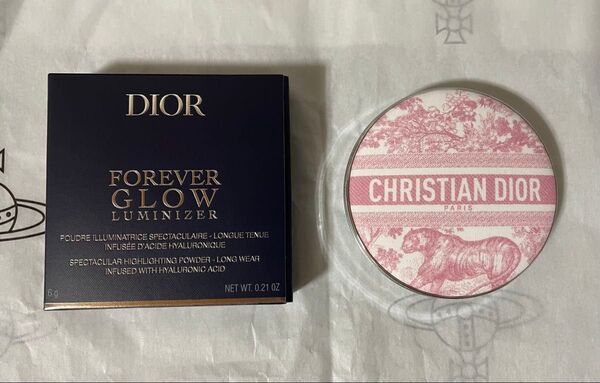 DIOR
FOREVER
GLOW
LUMINIZER
POUDRE ILLUMINATRICE SPECTACULAIRE - LONGUE TENUE
INFUSÉE D'ACIDE HYALURONIQUE
SPECTACULAR HIGHLIGHTING POWDER - LONG WEAR
INFUSED WITH HYALURONIC ACID
6 g
NET WT. 0.21 OZ
CHRISTIAN DIOR
PARIS